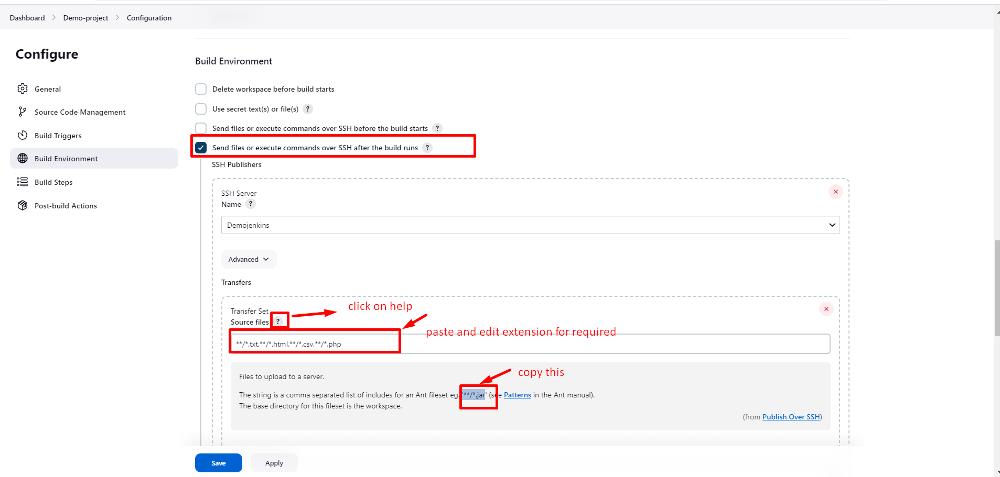 Dashboard > Demo-project > Configuration
Configure
General
Source Code Management
Build Triggers
Build Environment
Build Steps
Post-build Actions
Build Environment
Delete workspace before build starts
Use secret text(s) or file(s) ?
Send files or execute commands over SSH before the build starts ?
Send files or execute commands over SSH after the build runs ?
SSH Publishers
SSH Server
Name ?
Demojenkins
Advanced
Transfers
Transfer Set
Source files ?
click on help
paste and edit extension for required
**/*.txt,**/*.html,**/*.csv,**/*.php
Files to upload to a server.
copy this
The string is a comma separated list of includes for an Ant fileset eg. '**/*.jar' (see Patterns in the Ant manual).
The base directory for this fileset is the workspace.
(from Publish Over SSH)
Save
Apply